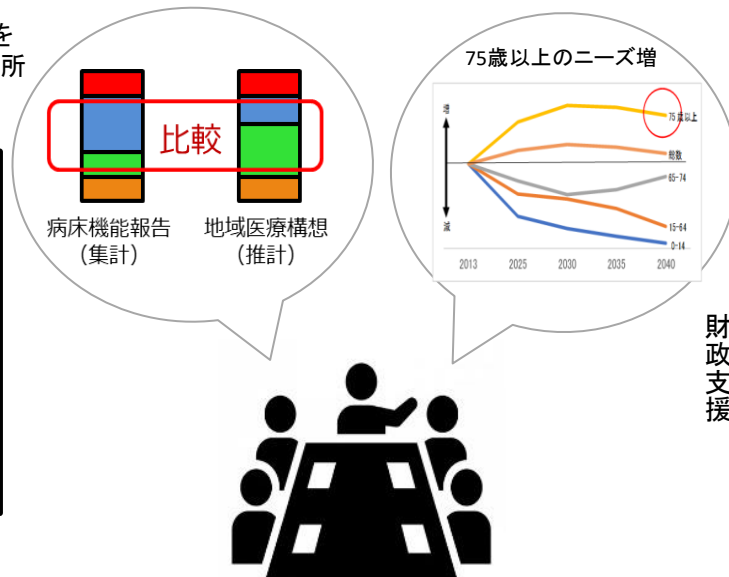 を
所
75歳以上のニーズ増
比較
病床機能報告
（集計）
地域医療構想
（推計）
増
減
75歳以上
総数
65-74
15-64
0-14
2013 2025 2030 2035 2040
財政支援